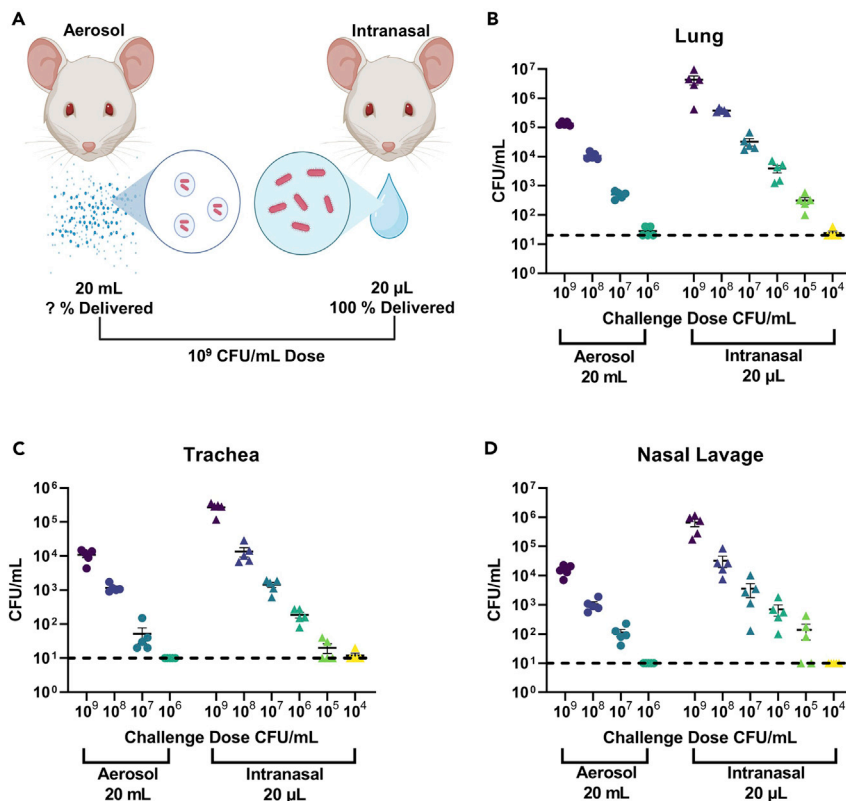 A
Aerosol
Intranasal
20 mL
? % Delivered
20 µL
100 % Delivered
10⁹ CFU/mL Dose
B
Lung
CFU/mL
10⁷
10⁶
10⁵
10⁴
10³
10²
10¹
10⁰
10⁹ 10⁸ 10⁷ 10⁶ 10⁹ 10⁸ 10⁷ 10⁶ 10⁵ 10⁴
Challenge Dose CFU/mL
Aerosol
20 mL
Intranasal
20 µL
C
Trachea
CFU/mL
10⁶
10⁵
10⁴
10³
10²
10¹
10⁰
10⁹ 10⁸ 10⁷ 10⁶ 10⁹ 10⁸ 10⁷ 10⁶ 10⁵ 10⁴
Challenge Dose CFU/mL
Aerosol
20 mL
Intranasal
20 µL
D
Nasal Lavage
CFU/mL
10⁷
10⁶
10⁵
10⁴
10³
10²
10¹
10⁰
10⁹ 10⁸ 10⁷ 10⁶ 10⁹ 10⁸ 10⁷ 10⁶ 10⁵ 10⁴
Challenge Dose CFU/mL
Aerosol
20 mL
Intranasal
20 µL